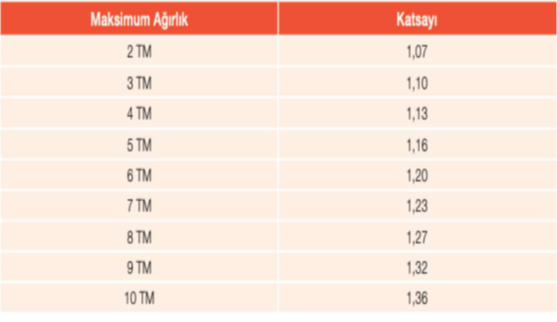 Maksimum Ağırlık Katsayı
2 TM 1,07
3 TM 1,10
4 TM 1,13
5 TM 1,16
6 TM 1,20
7 TM 1,23
8 TM 1,27
9 TM 1,32
10 TM 1,36